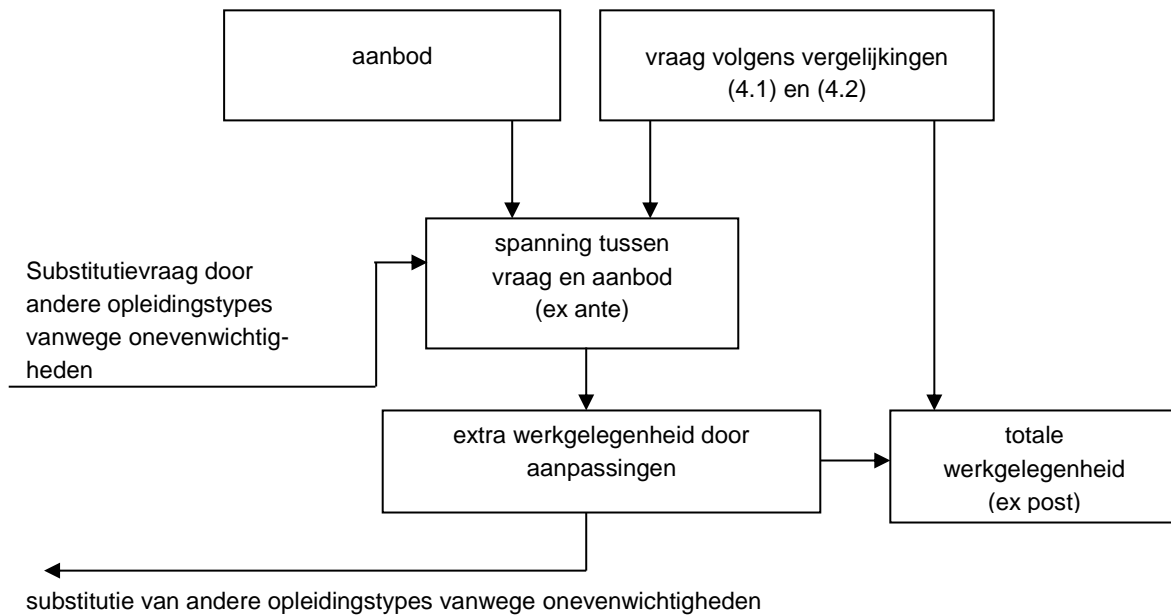 aanbod
vraag volgens vergelijkingen
(4.1) en (4.2)
spanning tussen
vraag en aanbod
(ex ante)
Substitutievraag door
andere opleidingstypes
vanwege onevenwichtig-
heden
extra werkgelegenheid door
aanpassingen
totale
werkgelegenheid
(ex post)
substitutie van andere opleidingstypes vanwege onevenwichtigheden